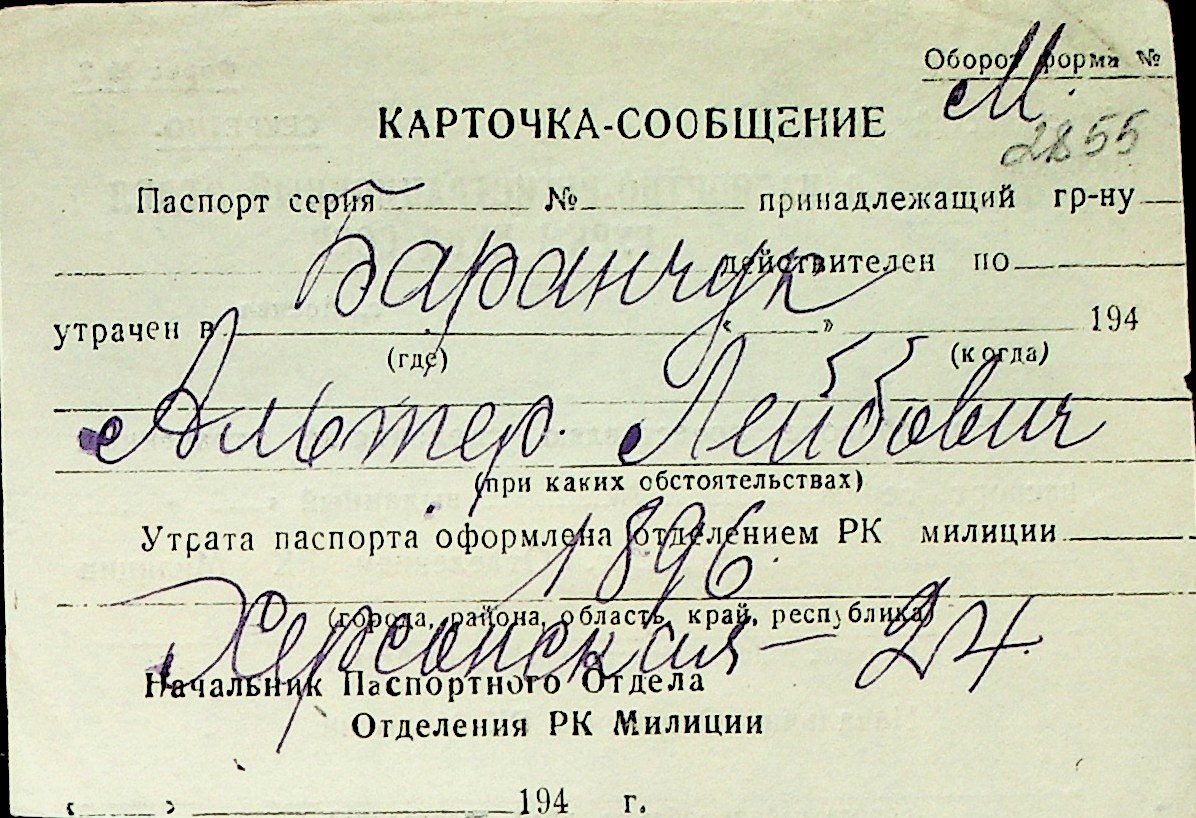 Оборот форма №
М.
КАРТОЧКА-СООБЩЕНИЕ
2855
Паспорт серия № принадлежащий гр-ну
Баранчук
действителен по
утрачен в « » 194
(где) (когда)
Альтер Лейбович
(при каких обстоятельствах)
Утрата паспорта оформлена отделением РК милиции
1896.
(города, района, область, край, республика)
Херсонская – 24.
Начальник Паспортного Отдела
Отделения РК Милиции
« » 194 г.